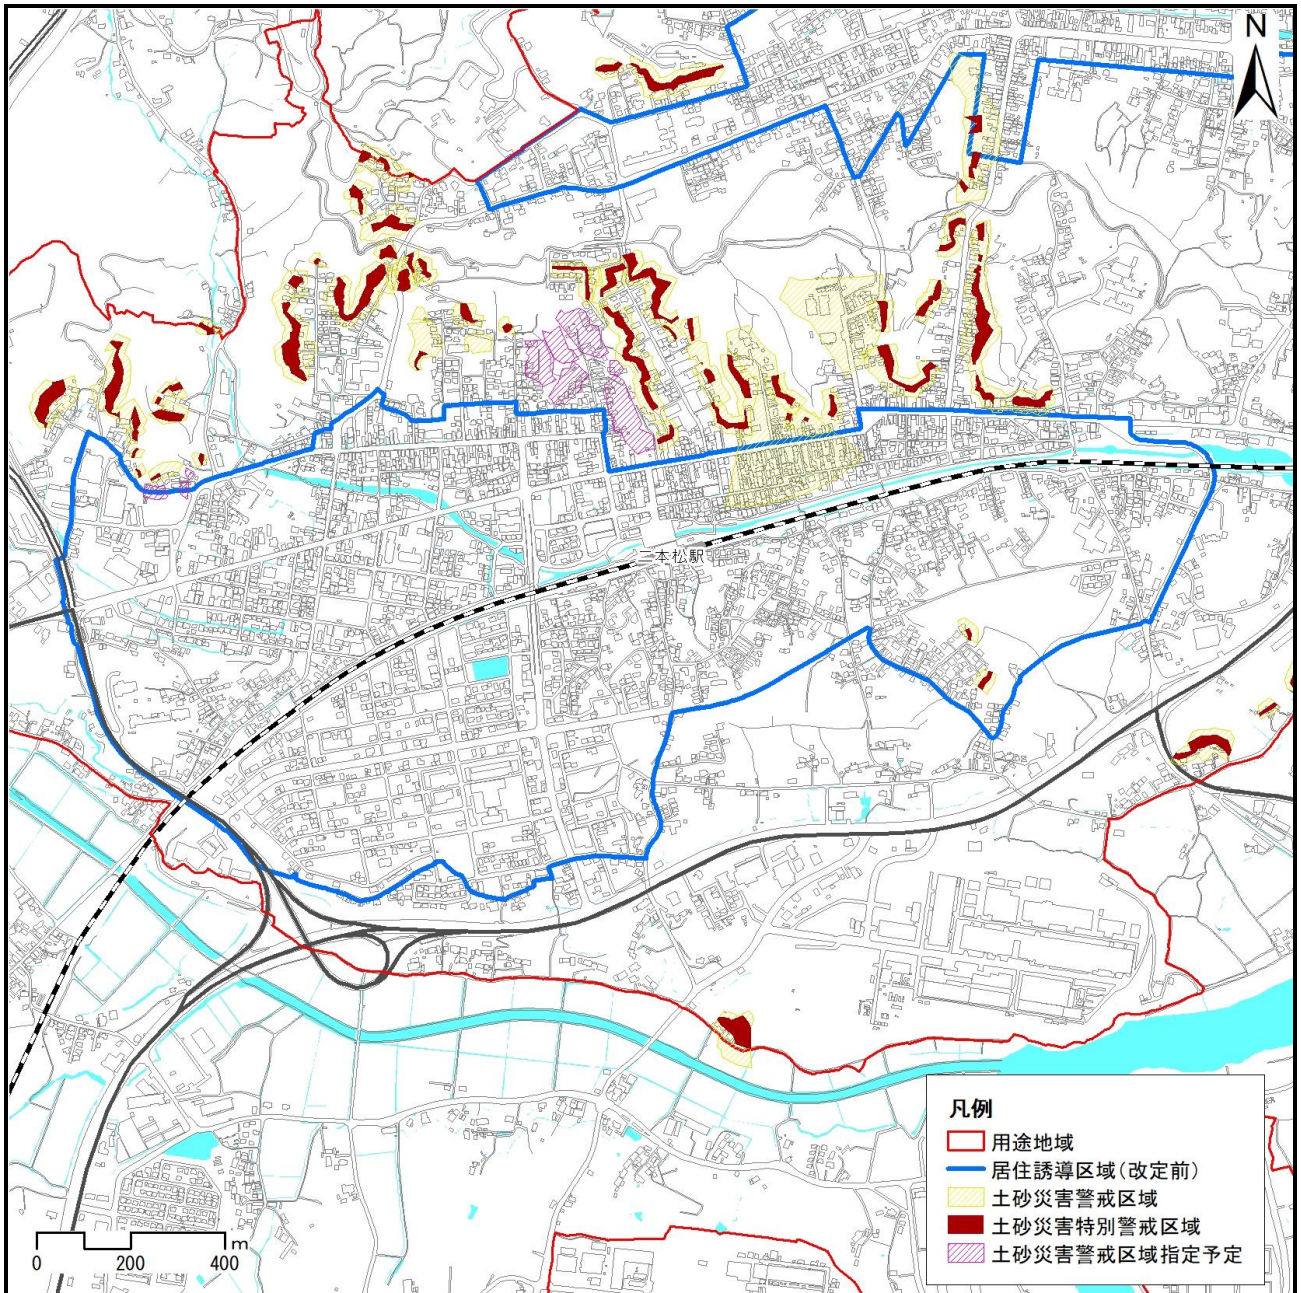 N
二本松駅
凡例
用途地域
居住誘導区域(改定前)
土砂災害警戒区域
土砂災害特別警戒区域
土砂災害警戒区域指定予定
m
0 200 400